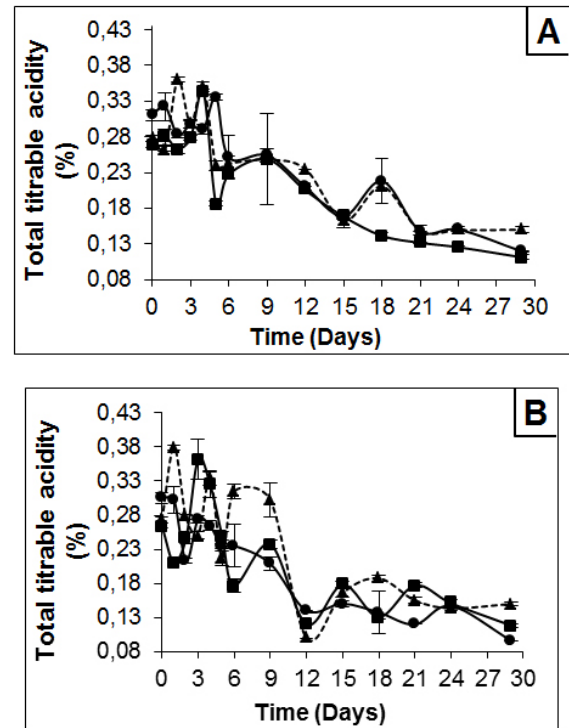 A
Total titrable acidity
(%)
0,43
0,38
0,33
0,28
0,23
0,18
0,13
0,08
0 3 6 9 12 15 18 21 24 27 30
Time (Days)
B
Total titrable acidity
(%)
0,43
0,38
0,33
0,28
0,23
0,18
0,13
0,08
0 3 6 9 12 15 18 21 24 27 30
Time (Days)